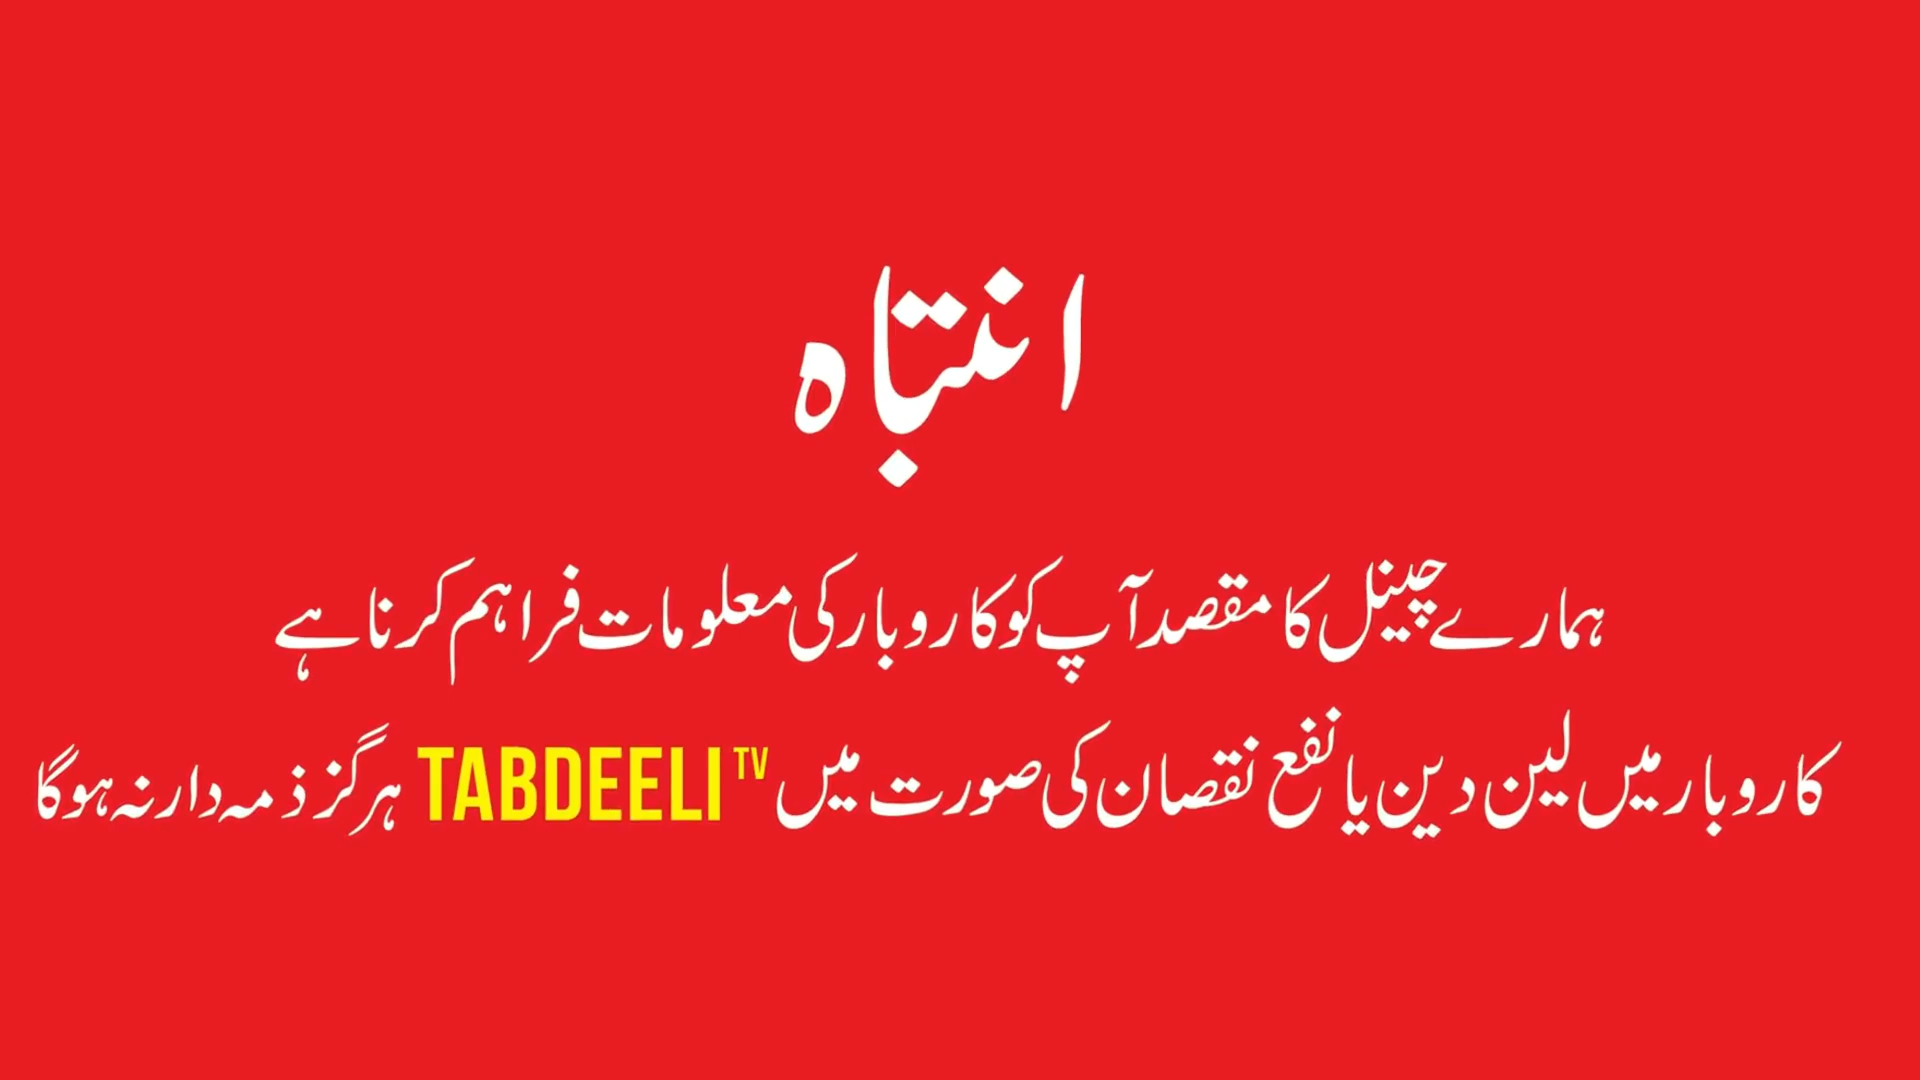 انتباہ
ہمارے چینل کا مقصد آپ کو کاروبار کی معلومات فراہم کرنا ہے
کاروبار میں لین دین یا نفع نقصان کی صورت میں TABDEELI TV ہرگز ذمہ دار نہ ہوگا